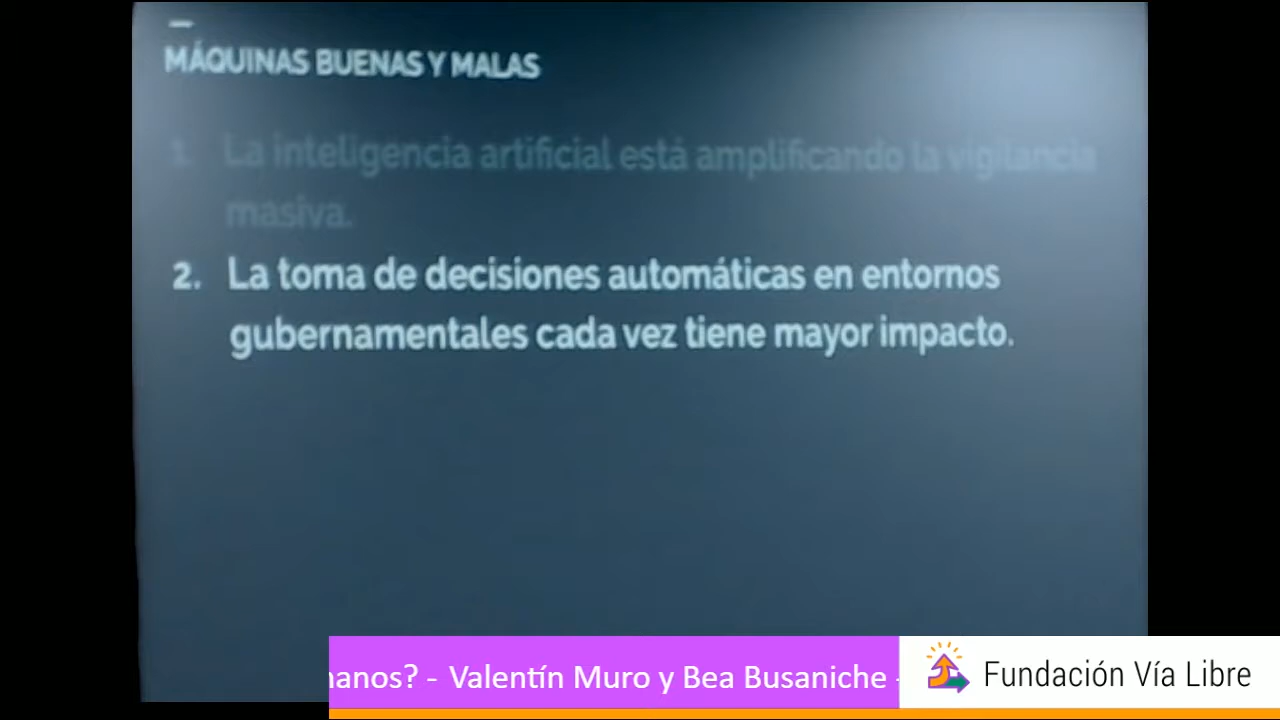 MÁQUINAS BUENAS Y MALAS
1. La inteligencia artificial está amplificando la vigilancia
masiva.
2. La toma de decisiones automáticas en entornos
gubernamentales cada vez tiene mayor impacto.
? - Valentín Muro y Bea Busaniche -
Fundación Vía Libre